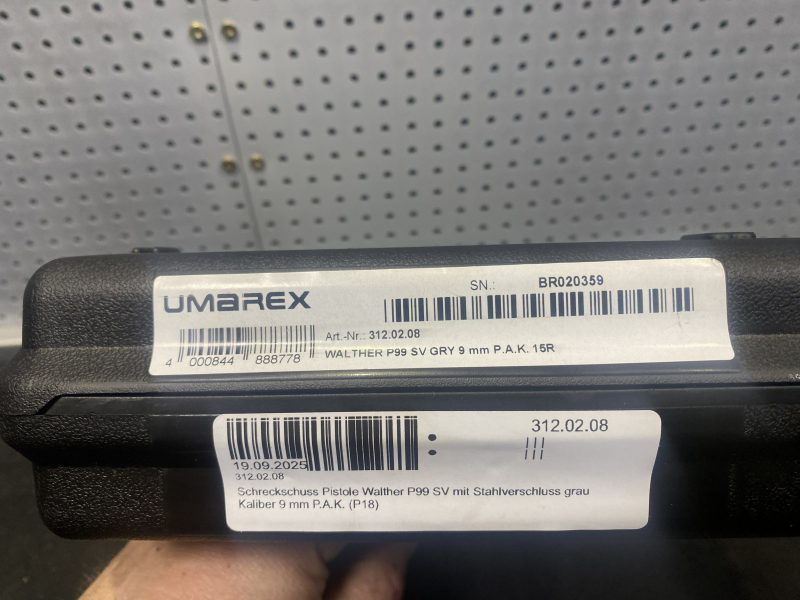 UMAREX
SN.: BR020359
Art.-Nr.: 312.02.08
4 000844 888778
WALTHER P99 SV GRY 9 mm P.A.K. 15R
312.02.08
19.09.2025
312.02.08
Schreckschuss Pistole Walther P99 SV mit Stahlverschluss grau
Kaliber 9 mm P.A.K. (P18)